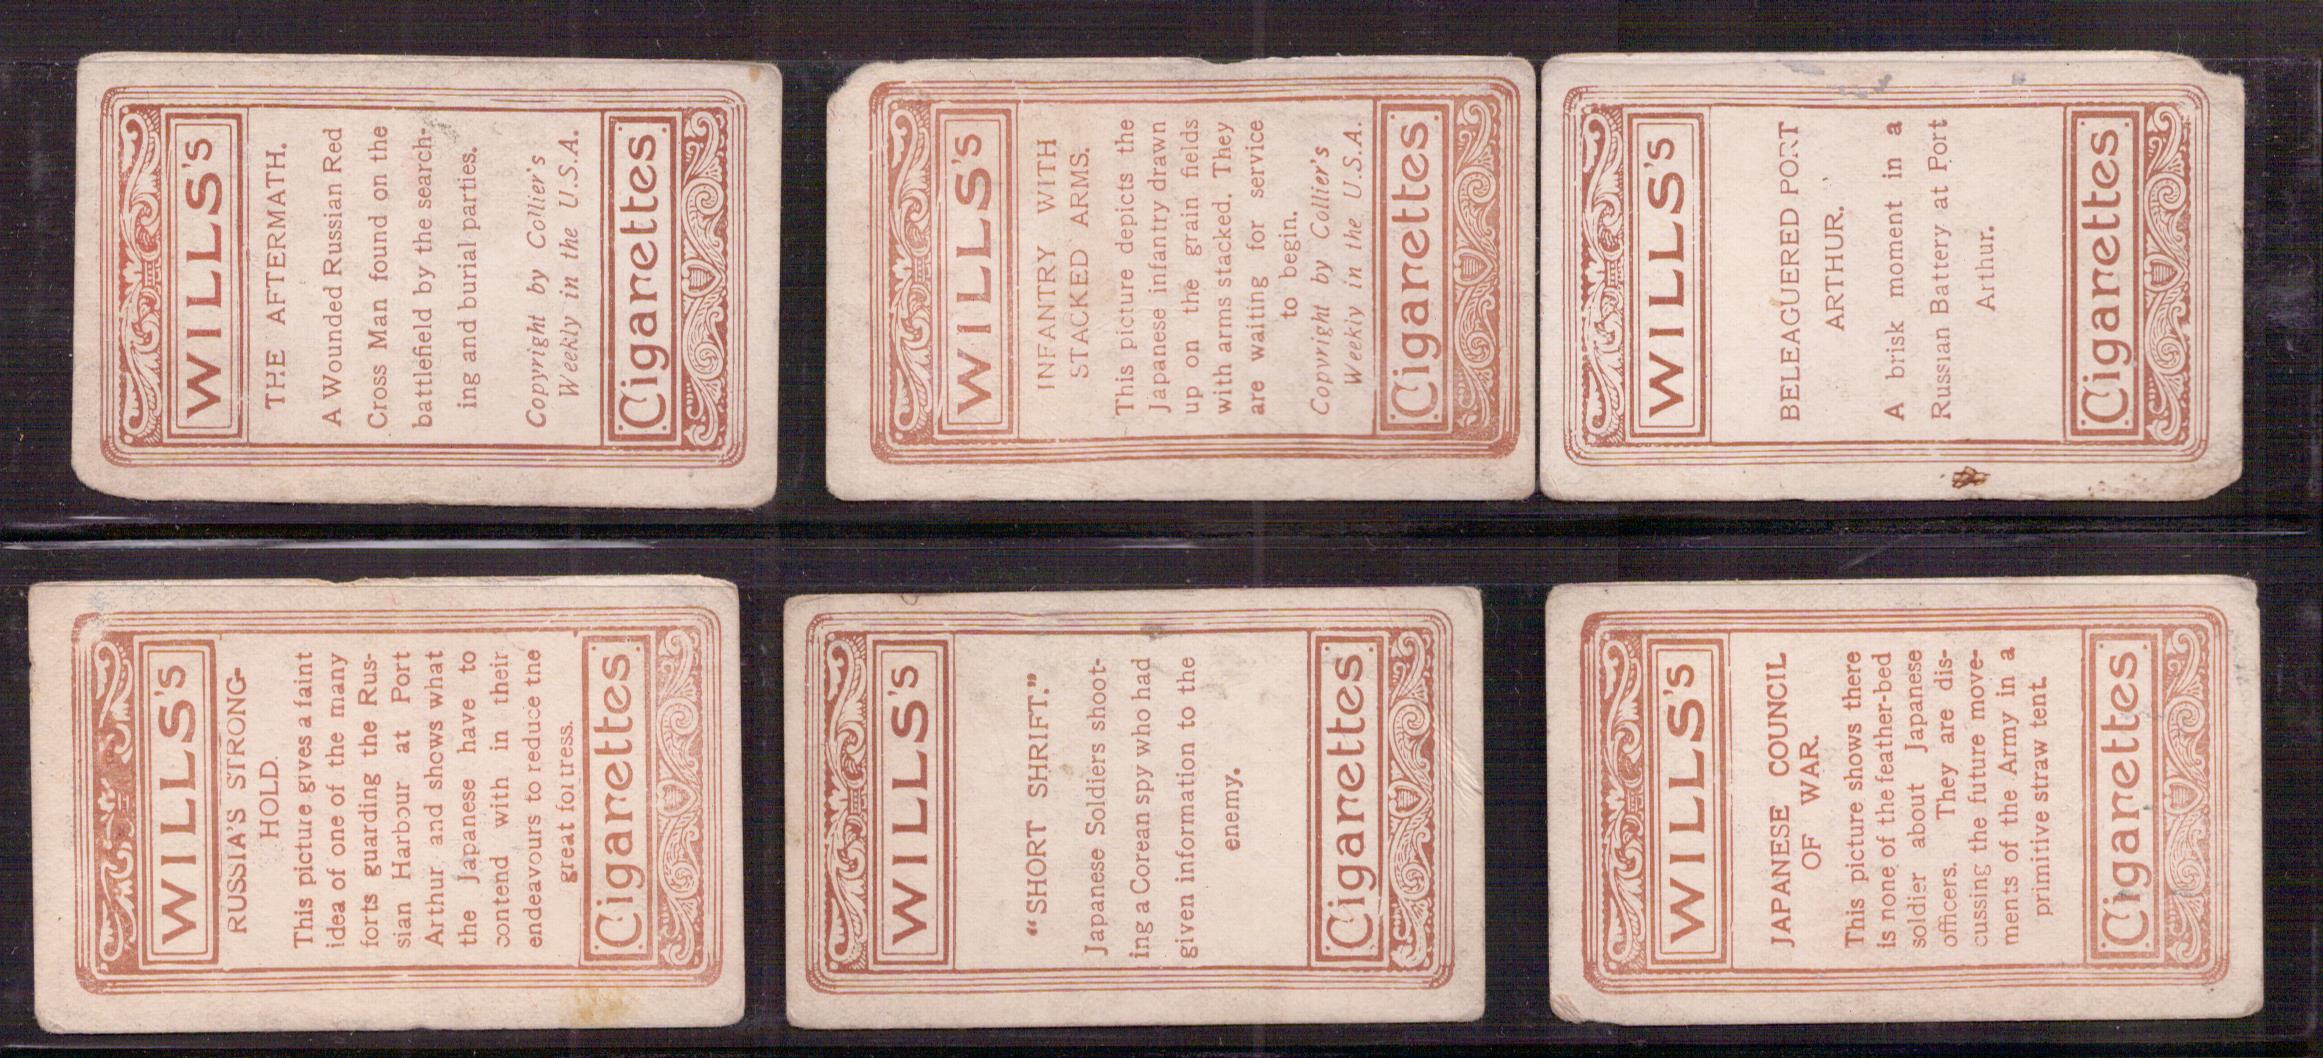 WILLS'S
THE AFTERMATH.
A Wounded Russian Red
Cross Man found on the
battlefield by the search-
ing and burial parties.
Copyright by Collier's
Weekly in the U.S.A.
Cigarettes
WILLS'S
INFANTRY WITH
STACKED ARMS.
This picture depicts the
Japanese infantry drawn
up on the grain fields
with arms stacked. They
are waiting for service
to begin.
Copyright by Collier's
Weekly in the U.S.A.
Cigarettes
WILLS'S
BELEAGUERED PORT
ARTHUR.
A brisk moment in a
Russian Battery at Port
Arthur.
Cigarettes
WILLS'S
RUSSIA'S STRONG-
HOLD.
This picture gives a faint
idea of one of the many
forts guarding the Rus-
sian Harbour at Port
Arthur and shows what
the Japanese have to
contend with in their
endeavours to reduce the
great fortress.
Cigarettes
WILLS'S
“SHORT SHRIFT.”
Japanese Soldiers shoot-
ing a Corean spy who had
given information to the
enemy.
Cigarettes
WILLS'S
JAPANESE COUNCIL
OF WAR.
This picture shows there
is none of the feather-bed
soldier about Japanese
officers. They are dis-
cussing the future move-
ments of the Army in a
primitive straw tent.
Cigarettes